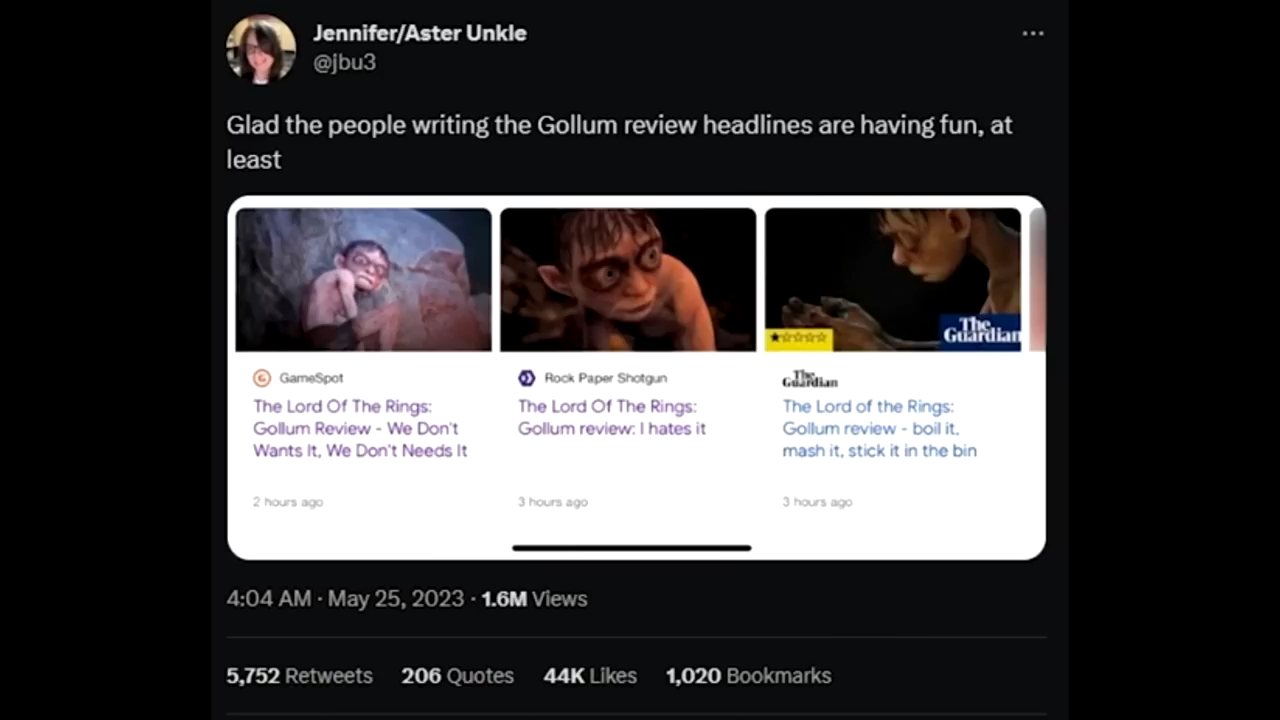 Jennifer/Aster Unkle
@jbu3
Glad the people writing the Gollum review headlines are having fun, at
least
The
Guardian
GameSpot
The Lord Of The Rings:
Gollum Review - We Don't
Wants It, We Don't Needs It
2 hours ago
Rock Paper Shotgun
The Lord Of The Rings:
Gollum review: I hates it
3 hours ago
The
Guardian
The Lord of the Rings:
Gollum review - boil it,
mash it, stick it in the bin
3 hours ago
4:04 AM · May 25, 2023 · 1.6M Views
5,752 Retweets 206 Quotes 44K Likes 1,020 Bookmarks